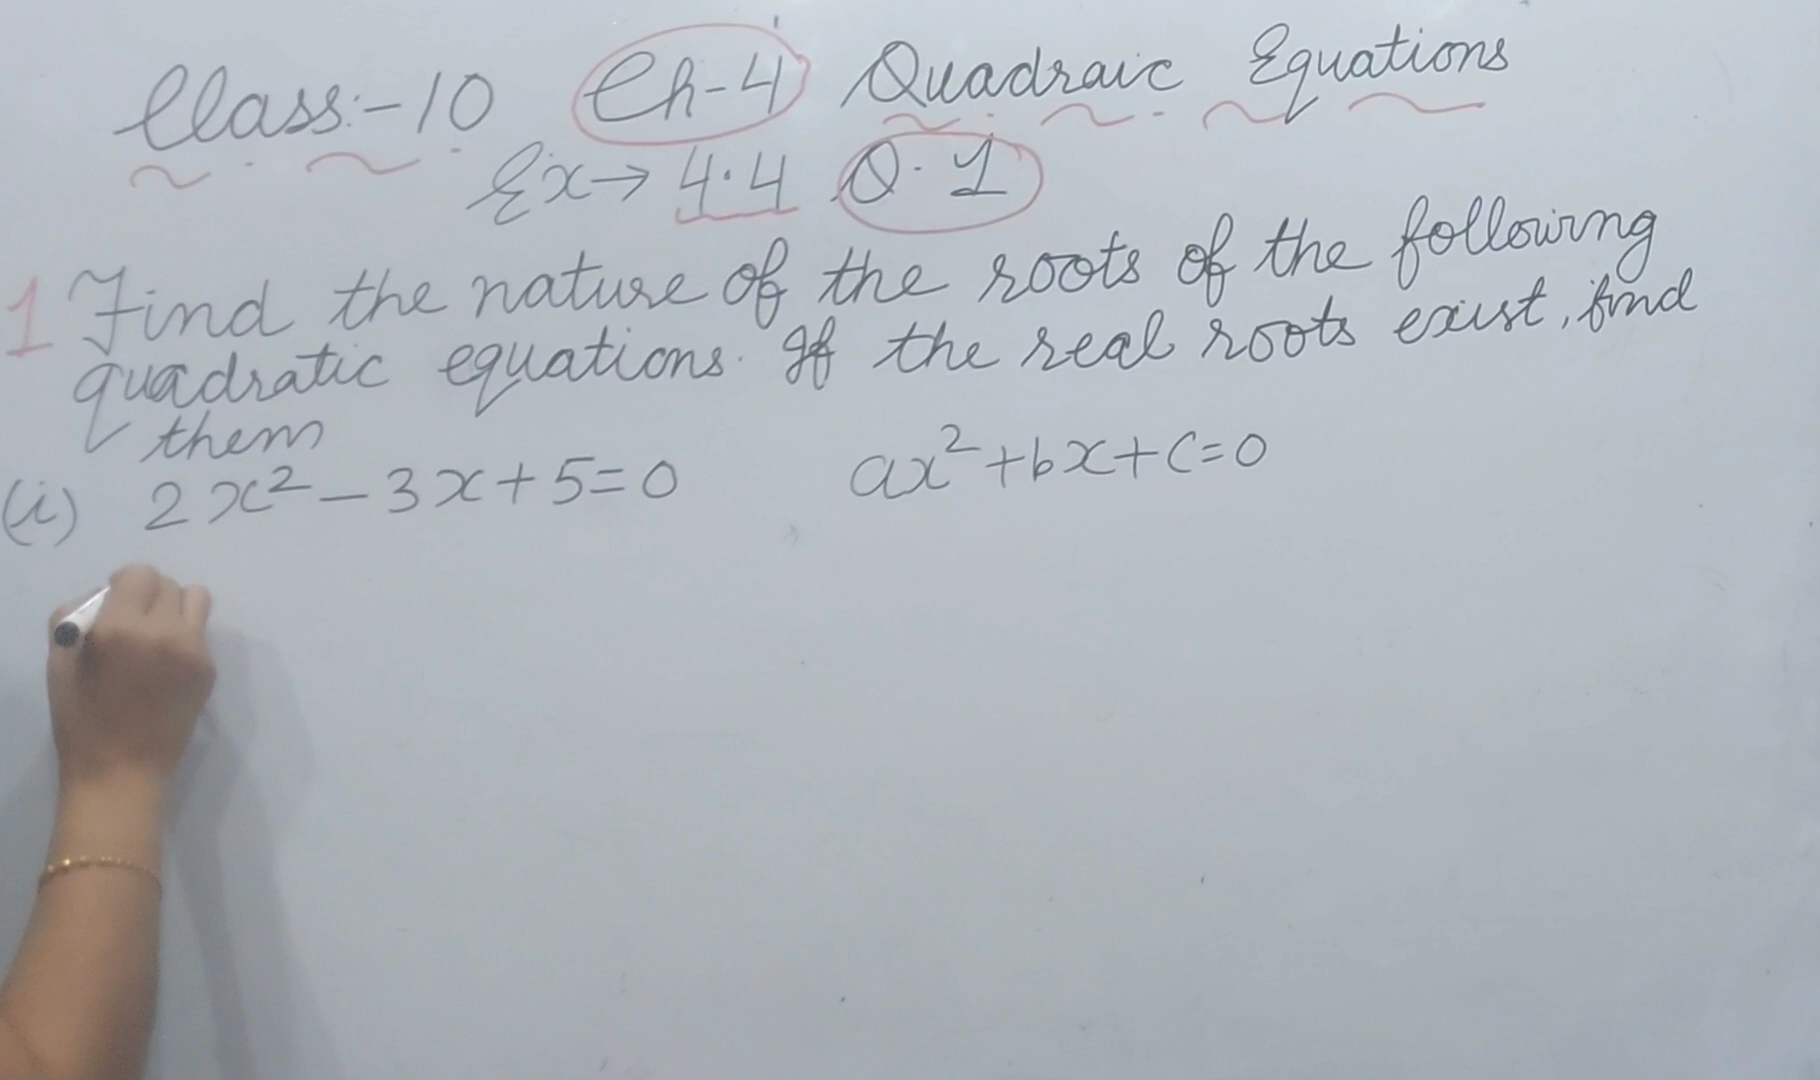 Class:-10 Ch-4 Quadraic Equations
Ex→ 4.4 Q.1
1 Find the nature of the roots of the following
quadratic equations. If the real roots exist, find
them
(i) 2x²-3x+5=0 ax²+bx+c=0